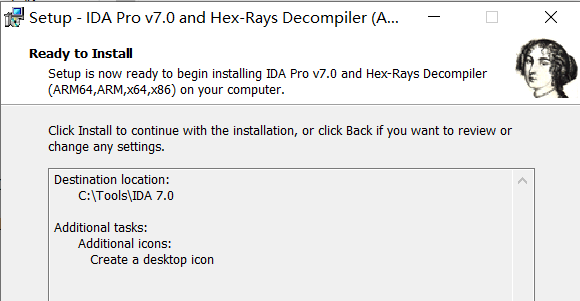 Setup - IDA Pro v7.0 and Hex-Rays Decompiler (A...
Ready to Install
Setup is now ready to begin installing IDA Pro v7.0 and Hex-Rays Decompiler
(ARM64,ARM,x64,x86) on your computer.
Click Install to continue with the installation, or click Back if you want to review or
change any settings.
Destination location:
C:\Tools\IDA 7.0
Additional tasks:
Additional icons:
Create a desktop icon